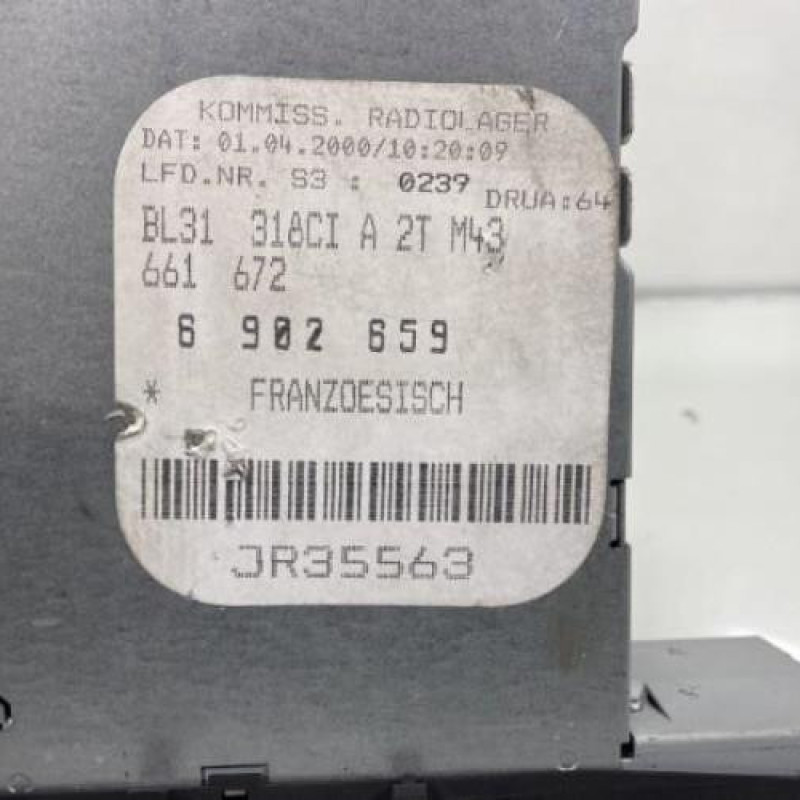 KOMMISS. RADIOLAGER
DAT: 01.04.2000/10:20:09
LFD.NR. S3 : 0239 DRUA:64
BL31 318CI A 2T M43
661 672
6 902 659
* FRANZOESISCH
JR35563